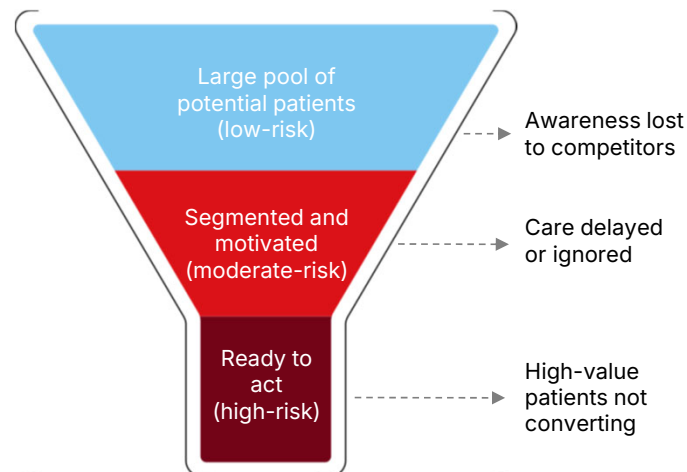 Large pool of
potential patients
(low-risk)
Awareness lost
to competitors
Segmented and
motivated
(moderate-risk)
Care delayed
or ignored
Ready to
act
(high-risk)
High-value
patients not
converting